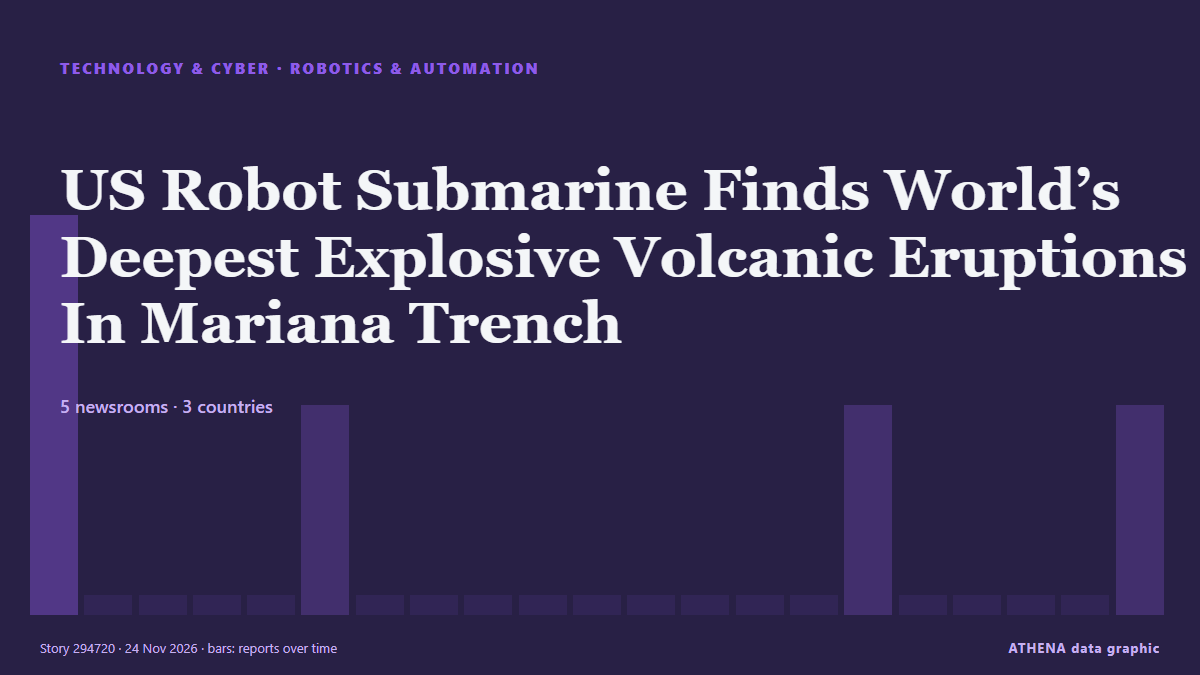 TECHNOLOGY & CYBER · ROBOTICS & AUTOMATION
US Robot Submarine Finds World’s
Deepest Explosive Volcanic Eruptions
In Mariana Trench
5 newsrooms · 3 countries
Story 294720 · 24 Nov 2026 · bars: reports over time
ATHENA data graphic